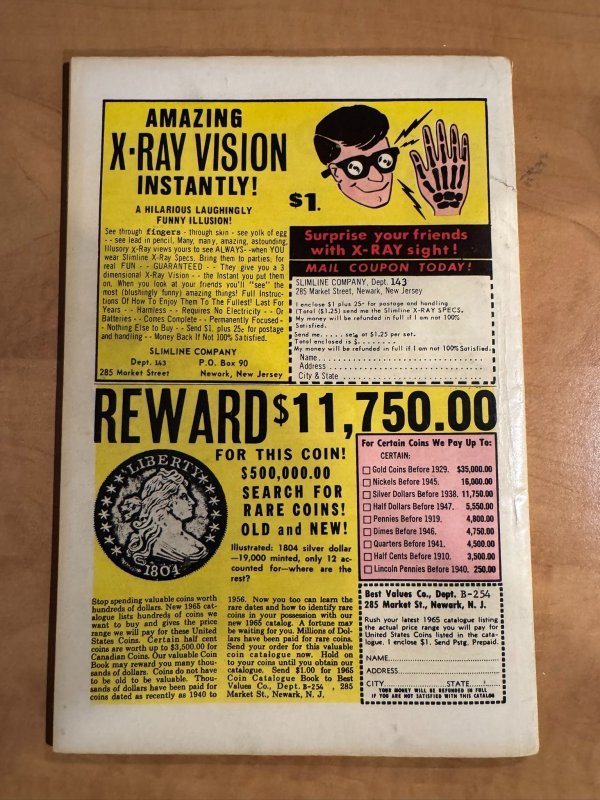 AMAZING
X-RAY VISION
INSTANTLY!
A HILARIOUS LAUGHINGLY
FUNNY ILLUSION!
See through fingers - through skin - see yolk of egg
- - see lead in pencil. Many, many, amazing, astounding,
Illusory X-Ray views yours to see ALWAYS--when YOU
wear Slimline X-Ray Specs. Bring them to parties, for
real FUN - - GUARANTEED - - They give you a 3
dimensional X-Ray Vision - - the Instant you put them
on. When you look at your friends you'll "see" the
most (blushingly funny) amazing things! Full Instruc-
tions Of How To Enjoy Them To The Fullest! Last For
Years - - Harmless - - Requires No Electricity - - Or
Batteries - - Comes Complete - - Permanently Focused-
- Nothing Else to Buy - - Send $1. plus 25c for postage
and handling - - Money Back If Not 100% Satisfied.
SLIMLINE COMPANY
Dept. 143 P.O. Box 90
285 Market Street Newark, New Jersey
$1.
Surprise your friends
with X-RAY sight!
MAIL COUPON TODAY!
SLIMLINE COMPANY, Dept. 143
285 Market Street, Newark, New Jersey
I enclose $1 plus 25c for postage and handling
(Total ($1.25) send me the Slimline X-RAY SPECS.
My money will be refunded in full if I am not 100%
Satisfied.
Send me..... sets at $1.25 per set.
Total enclosed is $
My money will be refunded in full if I am not 100% Satisfied.
Name
Address
City & State
REWARD $11,750.00
FOR THIS COIN!
$500,000.00
SEARCH FOR
RARE COINS!
OLD and NEW!
LIBERTY
1804
Illustrated: 1804 silver dollar
—19,000 minted, only 12 ac-
counted for—where are the
rest?
For Certain Coins We Pay Up To:
CERTAIN:
Gold Coins Before 1929. $35,000.00
Nickels Before 1945. 16,000.00
Silver Dollars Before 1938. 11,750.00
Half Dollars Before 1947. 5,550.00
Pennies Before 1919. 4,800.00
Dimes Before 1946. 4,750.00
Quarters Before 1941. 4,500.00
Half Cents Before 1910. 3,500.00
Lincoln Pennies Before 1940. 250.00
Stop spending valuable coins worth
hundreds of dollars. New 1965 cat-
alogue lists hundreds of coins we
want to buy and gives the price
range we will pay for these United
States Coins. Certain half cent
coins are worth up to $3,500.00 for
Canadian Coins. Our valuable Coin
Book may reward you many thou-
sands of dollars. Coins do not have
to be old to be valuable. Thou-
sands of dollars have been paid for
coins dated as recently as 1940 to
1956. Now you too can learn the
rare dates and how to identify rare
coins in your possession with our
new 1965 catalog. A fortune may
be waiting for you. Millions of Dol-
lars have been paid for rare coins.
Send your order for this valuable
coin catalogue now. Hold on
to your coins until you obtain our
catalogue. Send $1.00 for 1965
Coin Catalogue Book to Best
Values Co., Dept. B-254 , 285
Market St., Newark, N. J.
Best Values Co., Dept. B-254
285 Market St., Newark, N. J.
Rush your latest 1965 catalogue listing
the actual price range you will pay for
United States Coins listed in the cata-
logue. I enclose $1. Send Pstg. Prepaid.
NAME
ADDRESS
CITY STATE
YOUR MONEY WILL BE REFUNDED IN FULL
IF YOU ARE NOT SATISFIED WITH THIS CATALOG